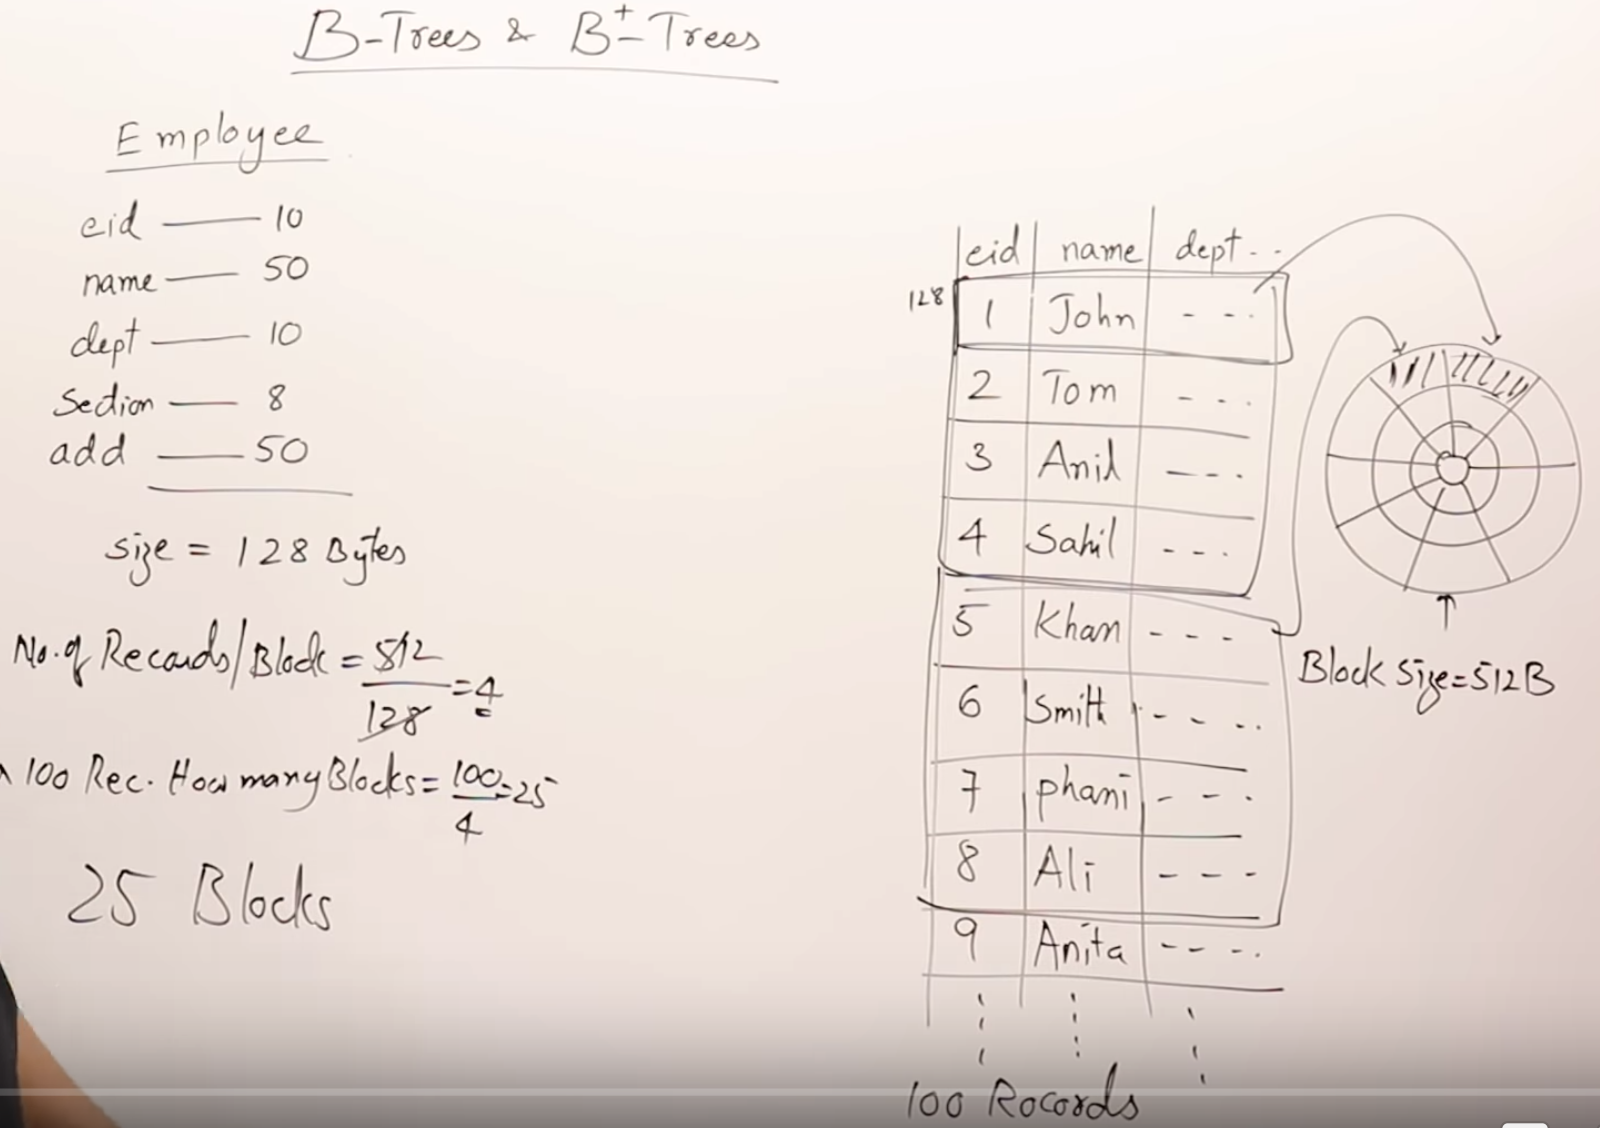 B-Trees & B+-Trees
Employee
eid —— 10
name —— 50
dept —— 10
Section —— 8
add —— 50
size = 128 Bytes
No. of Records/Block = 512/128 = 4
100 Rec. How many Blocks = 100/4 = 25
25 Blocks
eid name dept . .
128
1 John - - -
2 Tom - - -
3 Anil - - -
4 Sahil - - -
5 Khan - - -
6 Smith - - - -
7 phani - - -
8 Ali - - -
9 Anita - - - -
100 Rocords
Block Size=512B